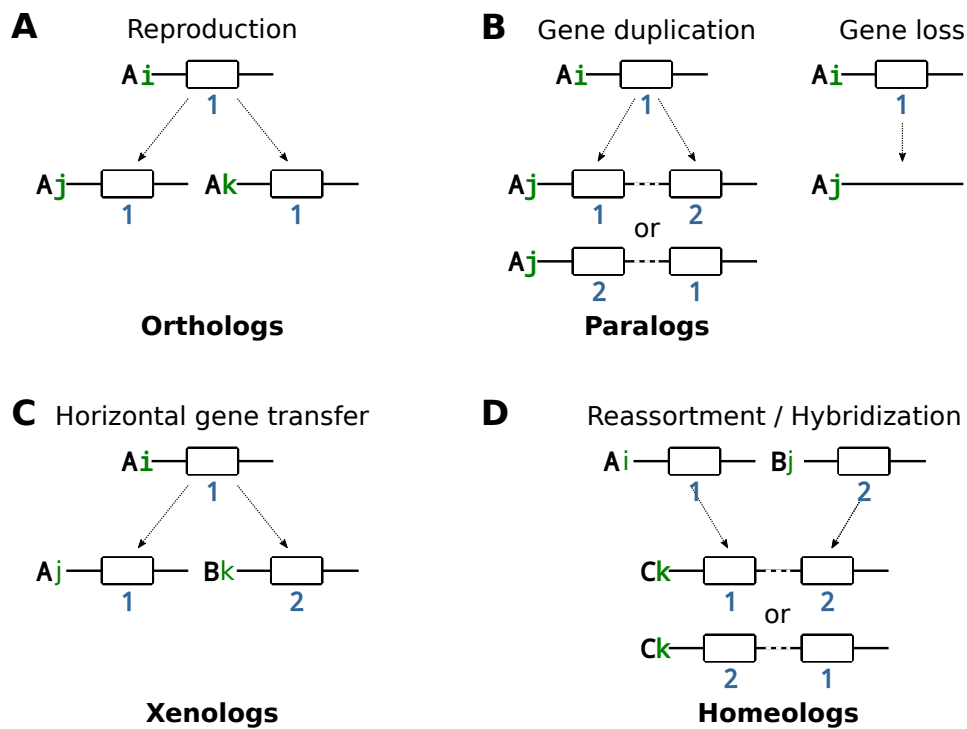 A Reproduction
Ai
1
Aj Ak
1 1
Orthologs
B Gene duplication Gene loss
Ai Ai
1 1
Aj Aj
1 2
or
Aj
2 1
Paralogs
C Horizontal gene transfer
Ai
1
Aj Bk
1 2
Xenologs
D Reassortment / Hybridization
Ai Bj
1 2
Ck
1 2
or
Ck
2 1
Homeologs